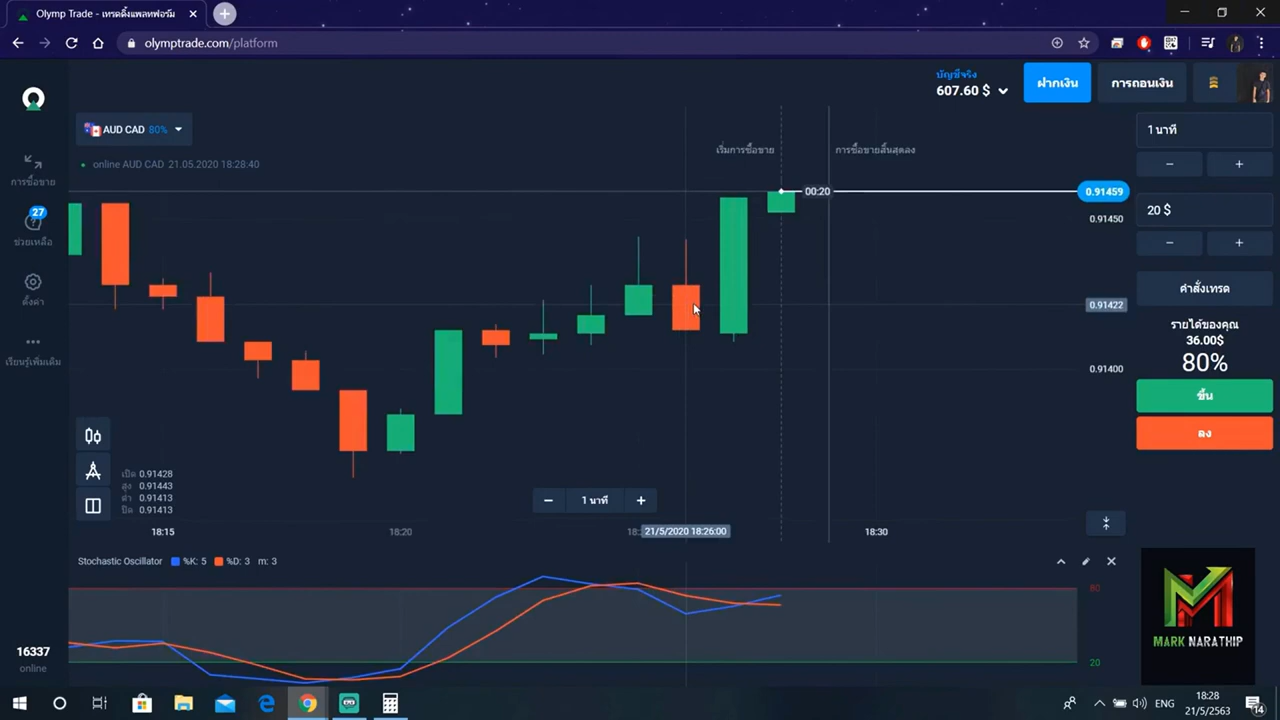 Olymp Trade - เทรดดิ้งแพลทฟอร์ม
olymptrade.com/platform
บัญชีจริง
607.60 $
ฝากเงิน
การถอนเงิน
AUD CAD 80%
online AUD CAD 21.05.2020 18:28:40
การซื้อขาย
27
ช่วยเหลือ
ตั้งค่า
เรียนรู้เพิ่มเติม
16337
online
เริ่มการซื้อขาย
การซื้อขายสิ้นสุดลง
00:20
0.91459
0.91450
0.91422
0.91400
1 นาที
20 $
คำสั่งเทรด
รายได้ของคุณ
36.00$
80%
ขึ้น
ลง
เปิด 0.91428
สูง 0.91443
ต่ำ 0.91413
ปิด 0.91413
1 นาที
18:15
18:20
21/5/2020 18:26:00
18:30
Stochastic Oscillator %K: 5 %D: 3 m: 3
80
20
MARK NARATHIP
ENG
18:28
21/5/2563
14